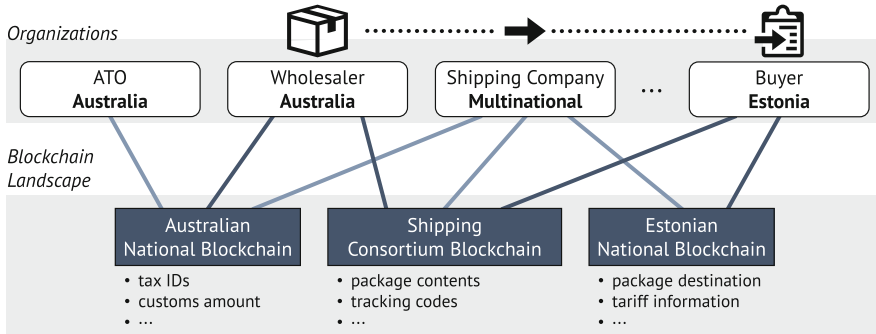 Organizations
ATO
Australia
Wholesaler
Australia
Shipping Company
Multinational
...
Buyer
Estonia
Blockchain
Landscape
Australian
National Blockchain
• tax IDs
• customs amount
• ...
Shipping
Consortium Blockchain
• package contents
• tracking codes
• ...
Estonian
National Blockchain
• package destination
• tariff information
• ...